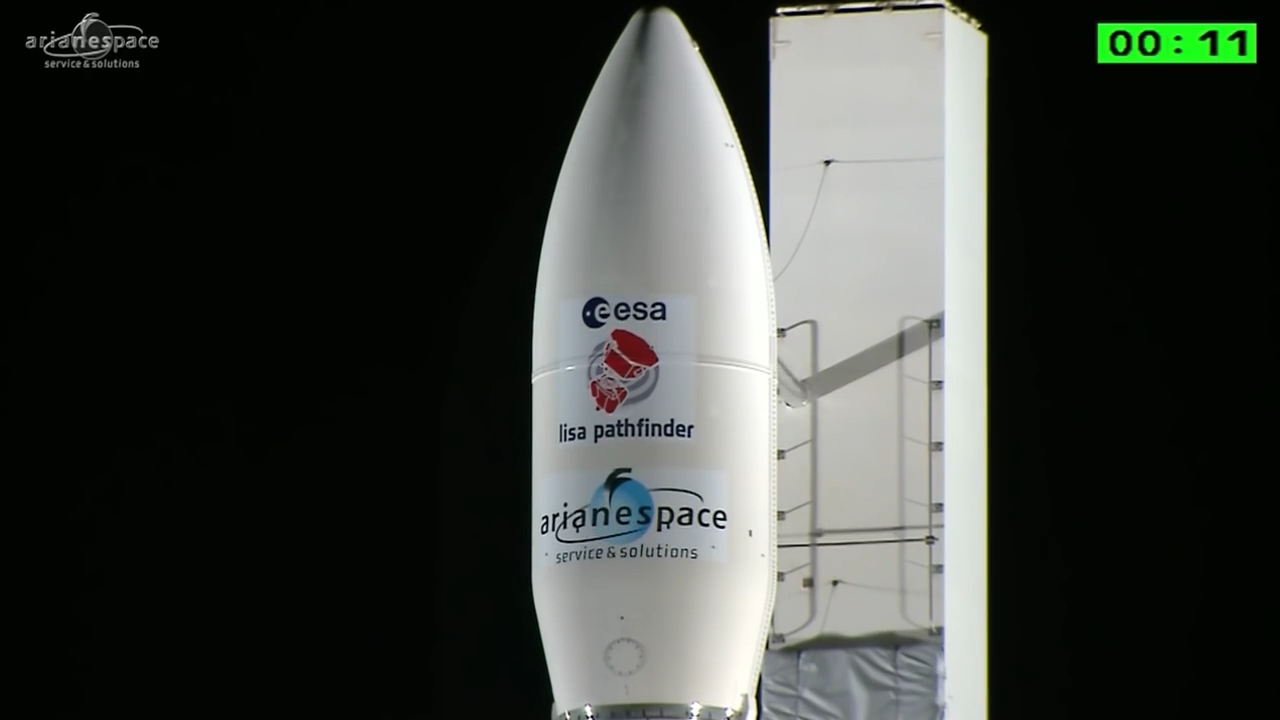 arianespace
service & solutions
00:11
esa
lisa pathfinder
arianespace
service & solutions